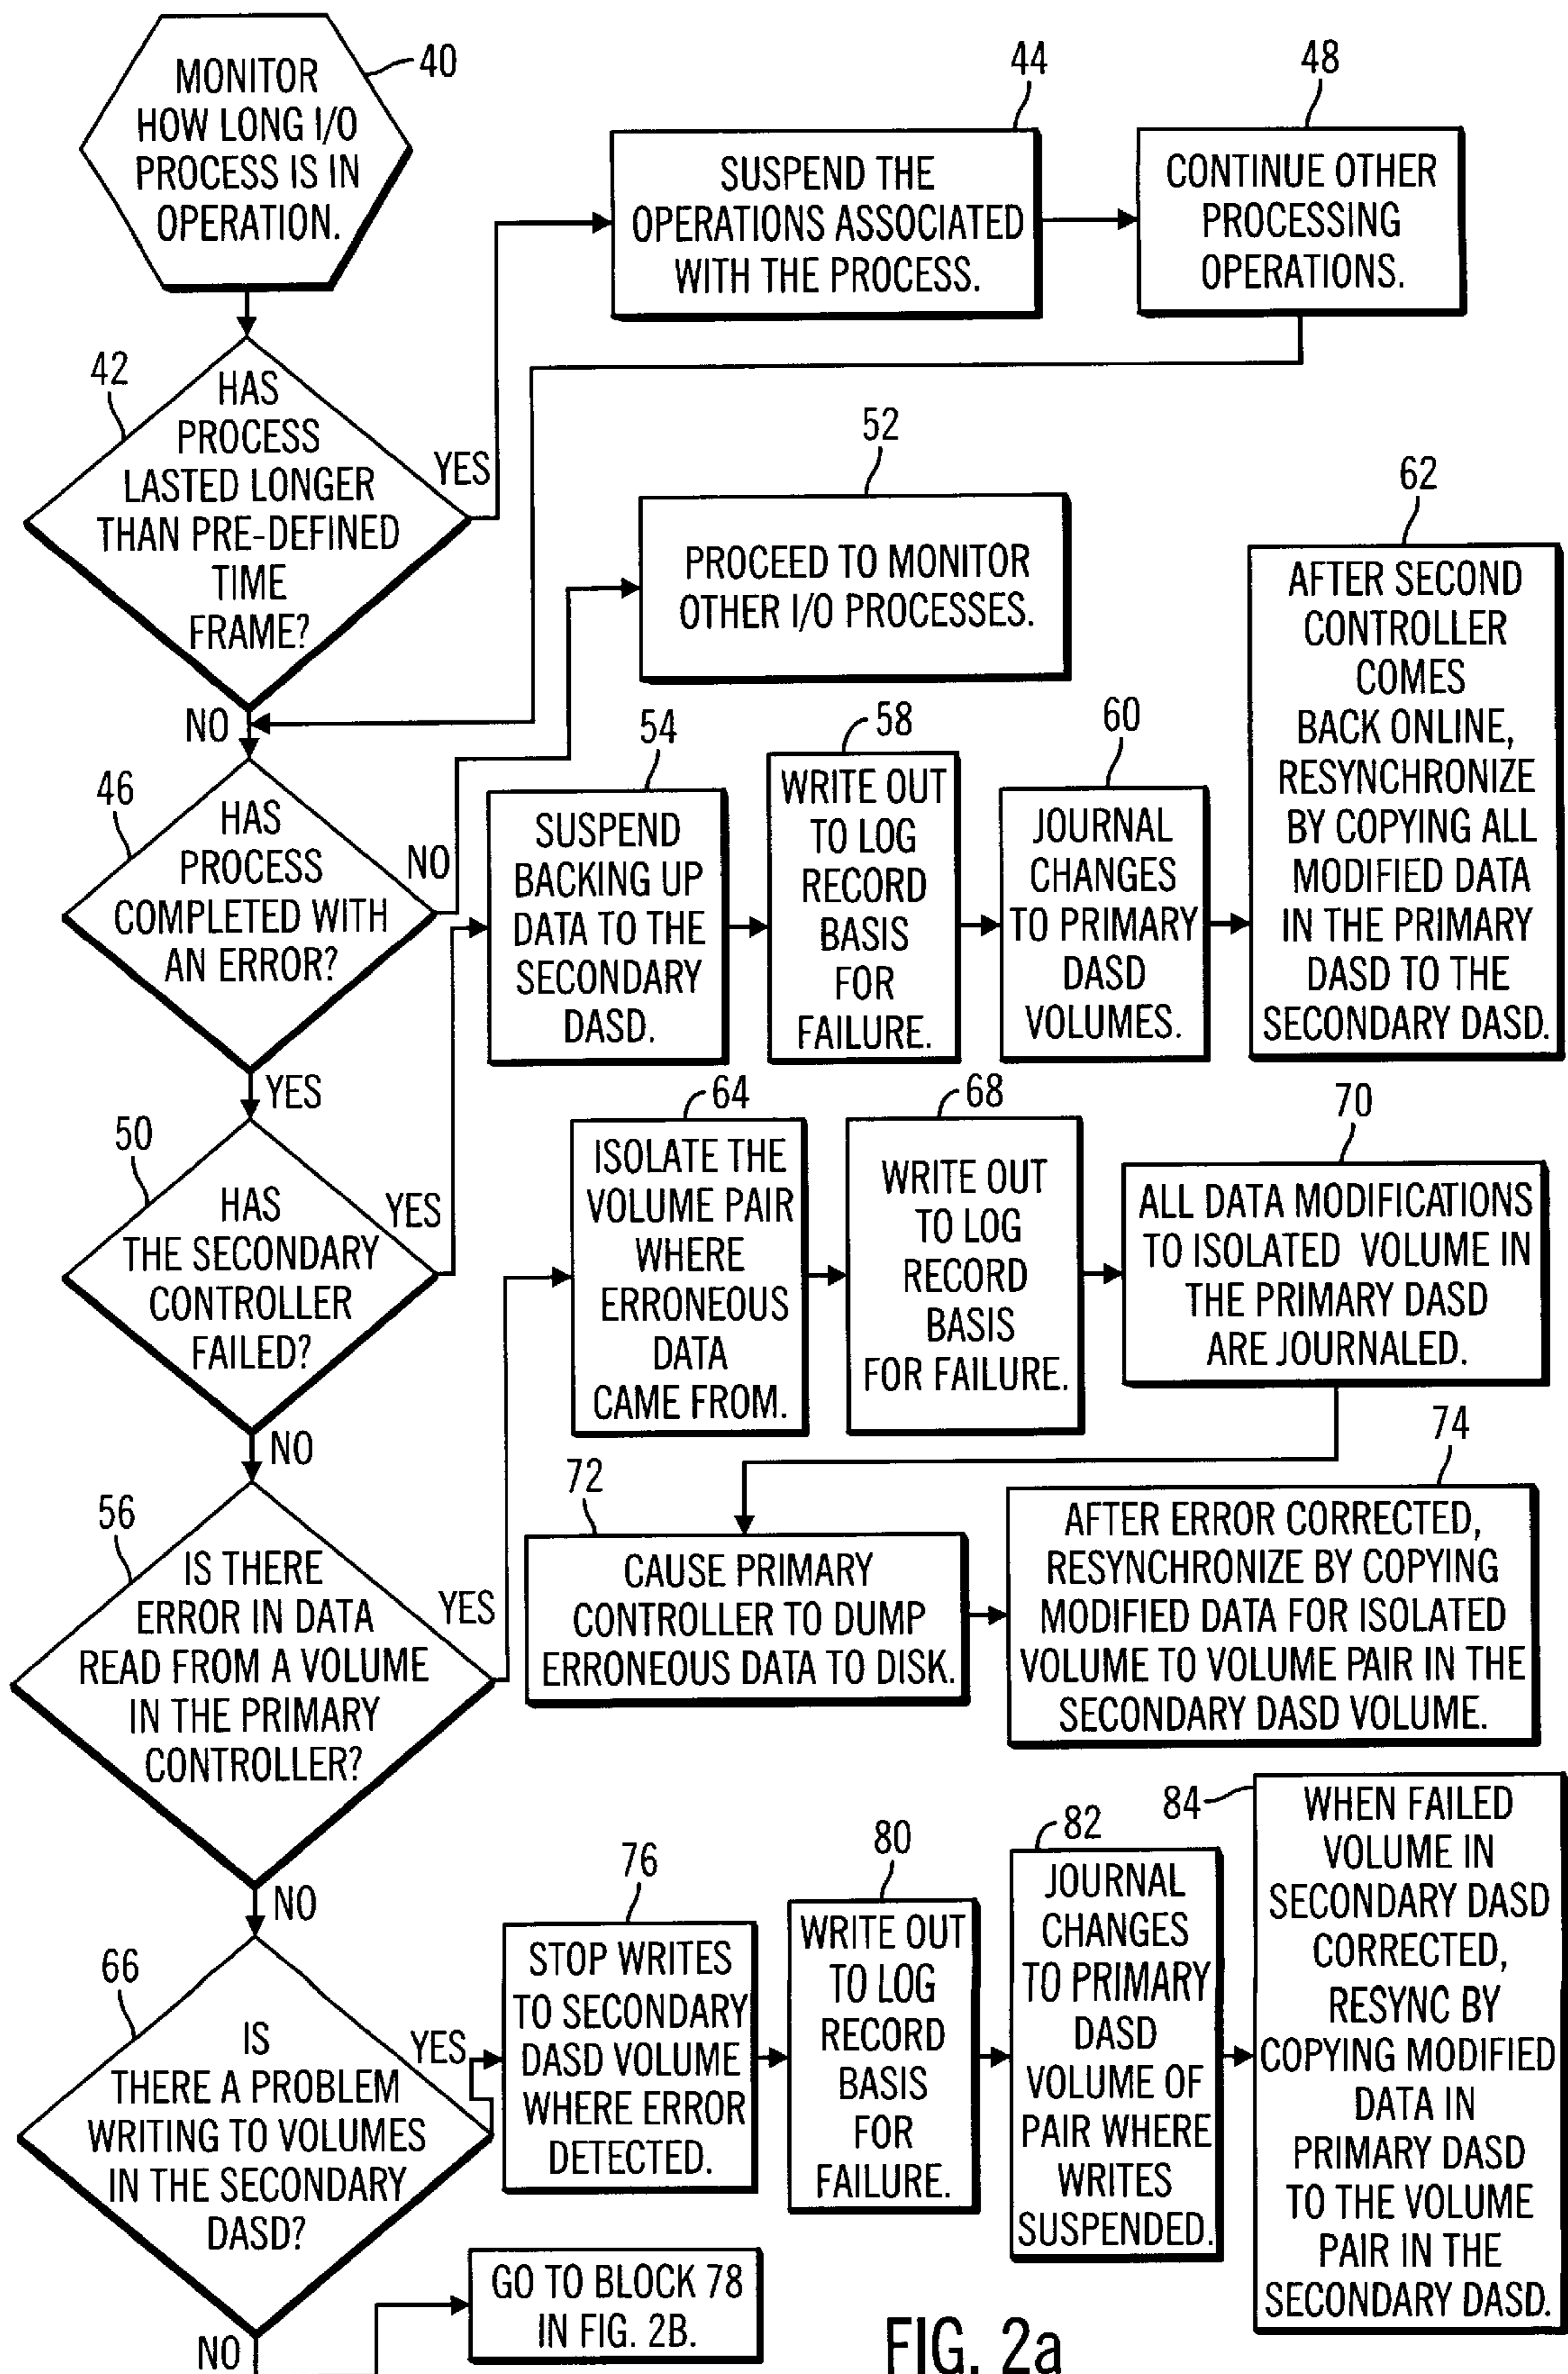 MONITOR
HOW LONG I/O
PROCESS IS IN
OPERATION.
40
44
SUSPEND THE
OPERATIONS ASSOCIATED
WITH THE PROCESS.
48
CONTINUE OTHER
PROCESSING
OPERATIONS.
42
HAS
PROCESS
LASTED LONGER
THAN PRE-DEFINED
TIME
FRAME?
YES
NO
52
PROCEED TO MONITOR
OTHER I/O PROCESSES.
46
HAS
PROCESS
COMPLETED WITH
AN ERROR?
NO
YES
54
SUSPEND
BACKING UP
DATA TO THE
SECONDARY
DASD.
58
WRITE OUT
TO LOG
RECORD
BASIS
FOR
FAILURE.
60
JOURNAL
CHANGES
TO PRIMARY
DASD
VOLUMES.
62
AFTER SECOND
CONTROLLER
COMES
BACK ONLINE,
RESYNCHRONIZE
BY COPYING ALL
MODIFIED DATA
IN THE PRIMARY
DASD TO THE
SECONDARY DASD.
50
HAS
THE SECONDARY
CONTROLLER
FAILED?
YES
NO
64
ISOLATE THE
VOLUME PAIR
WHERE
ERRONEOUS
DATA
CAME FROM.
68
WRITE OUT
TO LOG
RECORD
BASIS
FOR FAILURE.
70
ALL DATA MODIFICATIONS
TO ISOLATED VOLUME IN
THE PRIMARY DASD
ARE JOURNALED.
56
IS THERE
ERROR IN DATA
READ FROM A VOLUME
IN THE PRIMARY
CONTROLLER?
YES
NO
72
CAUSE PRIMARY
CONTROLLER TO DUMP
ERRONEOUS DATA TO DISK.
74
AFTER ERROR CORRECTED,
RESYNCHRONIZE BY COPYING
MODIFIED DATA FOR ISOLATED
VOLUME TO VOLUME PAIR IN THE
SECONDARY DASD VOLUME.
66
IS
THERE A PROBLEM
WRITING TO VOLUMES
IN THE SECONDARY
DASD?
YES
NO
76
STOP WRITES
TO SECONDARY
DASD VOLUME
WHERE ERROR
DETECTED.
80
WRITE OUT
TO LOG
RECORD
BASIS
FOR
FAILURE.
82
JOURNAL
CHANGES
TO PRIMARY
DASD
VOLUME OF
PAIR WHERE
WRITES
SUSPENDED.
84
WHEN FAILED
VOLUME IN
SECONDARY DASD
CORRECTED,
RESYNC BY
COPYING MODIFIED
DATA IN
PRIMARY DASD
TO THE VOLUME
PAIR IN THE
SECONDARY DASD.
GO TO BLOCK 78
IN FIG. 2B.
FIG. 2a